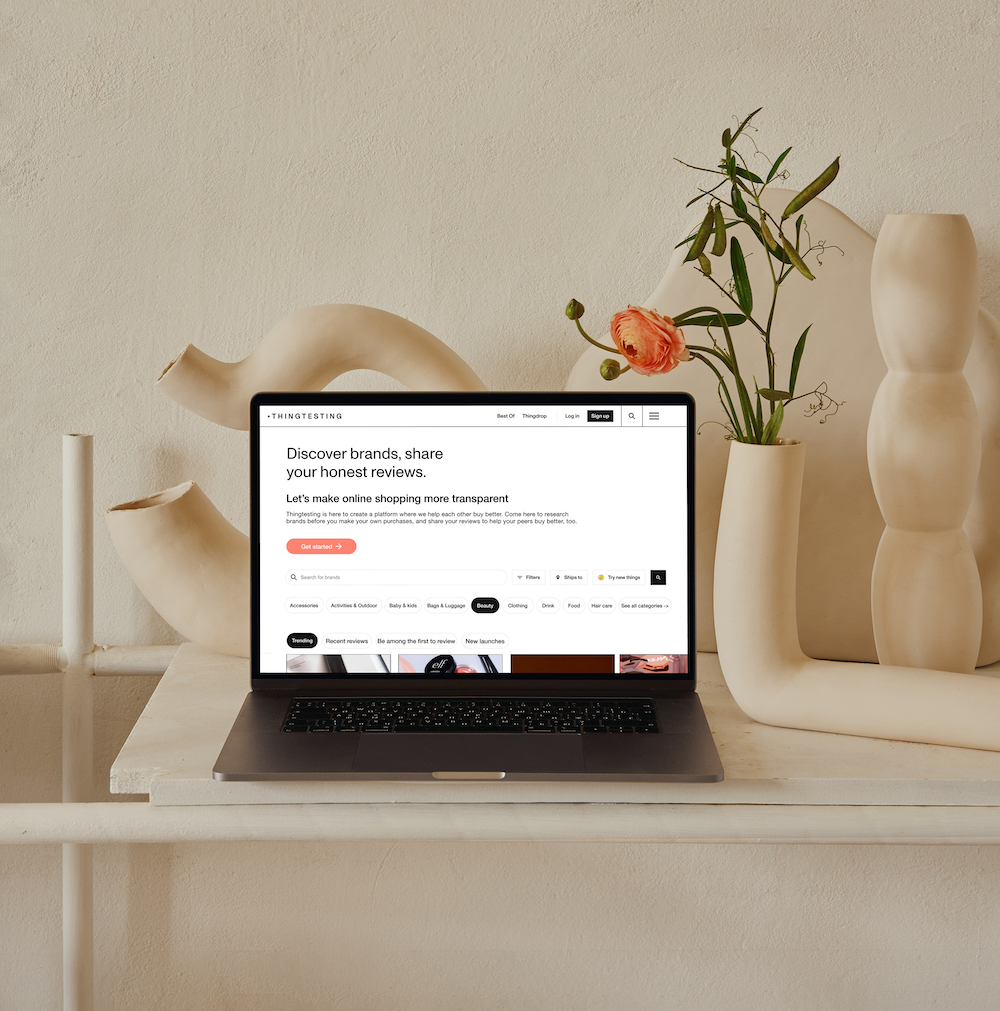 THINGTESTING
Best Of Thingdrop Log in Sign up
Discover brands, share
your honest reviews.
Let's make online shopping more transparent
Thingtesting is here to create a platform where we help each other buy better. Come here to research
brands before you make your own purchases, and share your reviews to help your peers buy better, too.
Get started →
Search for brands Filters Ships to Try new things
Accessories Activities & Outdoor Baby & kids Bags & Luggage Beauty Clothing Drink Food Hair care See all categories ->
Trending Recent reviews Be among the first to review New launches
elf